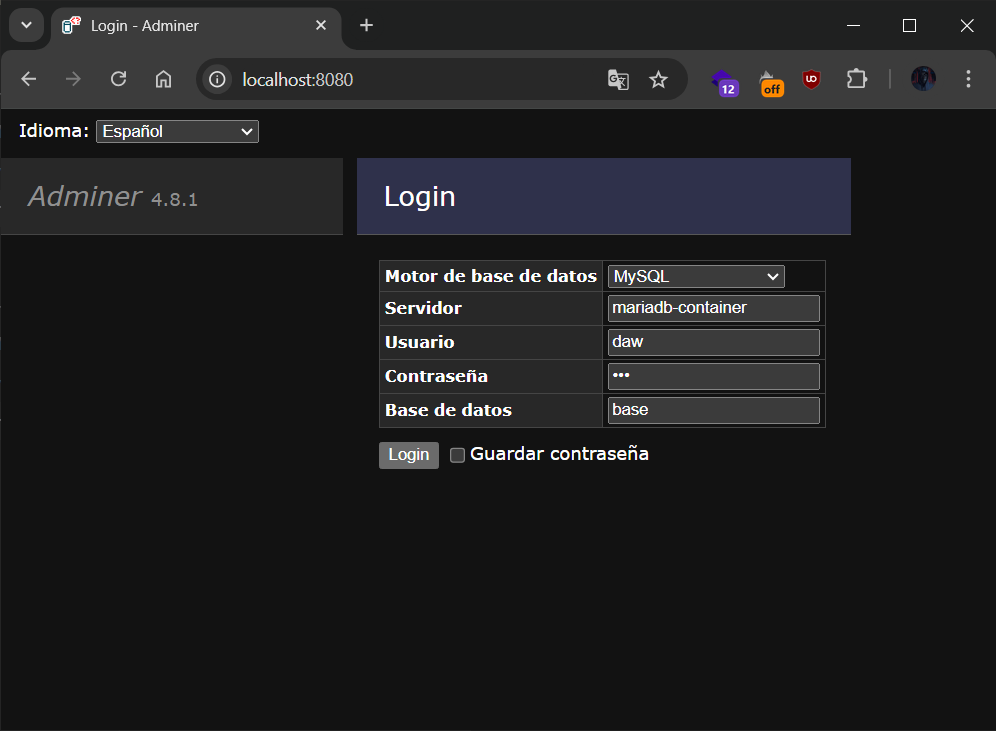 Login - Adminer
localhost:8080
12
off
Idioma: Español
Adminer 4.8.1
Login
Motor de base de datos MySQL
Servidor mariadb-container
Usuario daw
Contraseña •••
Base de datos base
Login Guardar contraseña